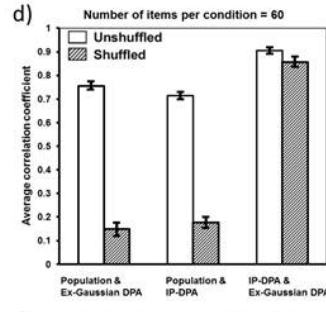 d)
Number of items per condition = 60
Unshuffled
Shuffled
Average correlation coefficient
1
0.9
0.8
0.7
0.6
0.5
0.4
0.3
0.2
0.1
0
Population &
Ex-Gaussian DPA
Population &
IP-DPA
IP-DPA &
Ex-Gaussian DPA